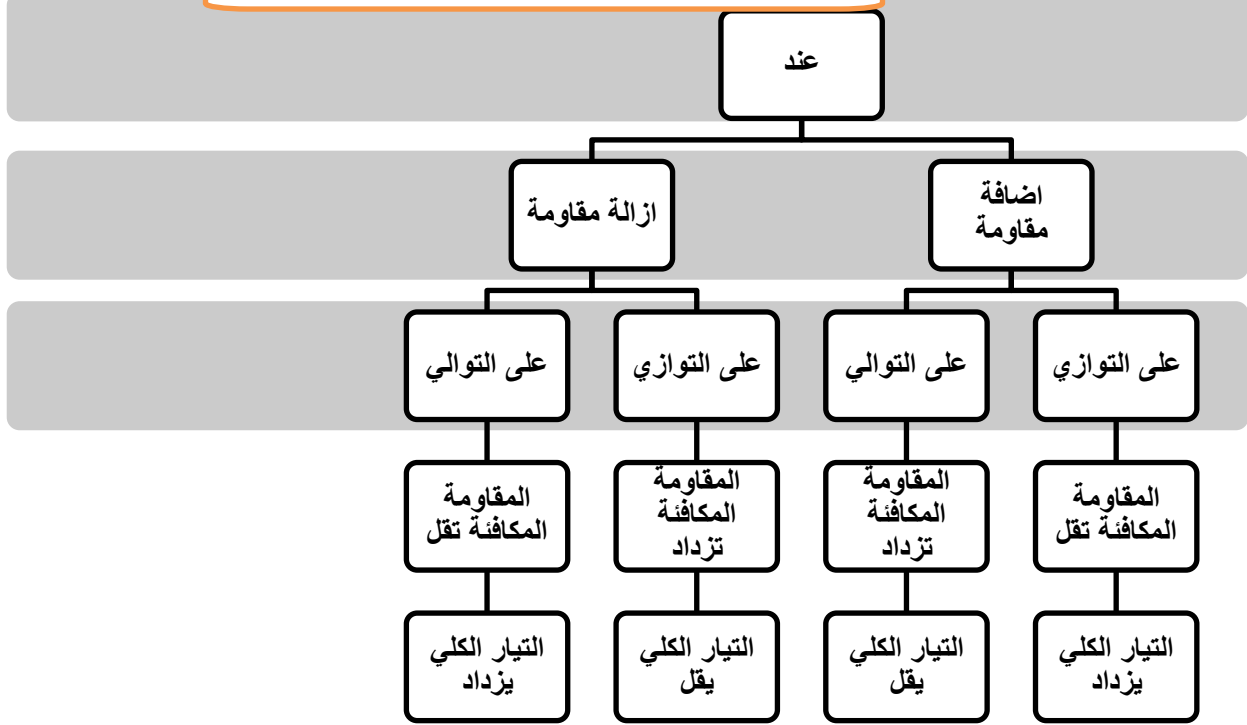 عند
اضافة
مقاومة
ازالة مقاومة
على التوازي
على التوالي
على التوازي
على التوالي
المقاومة
المكافئة تقل
المقاومة
المكافئة
تزداد
المقاومة
المكافئة
تزداد
المقاومة
المكافئة تقل
التيار الكلي
يزداد
التيار الكلي
يقل
التيار الكلي
يقل
التيار الكلي
يزداد